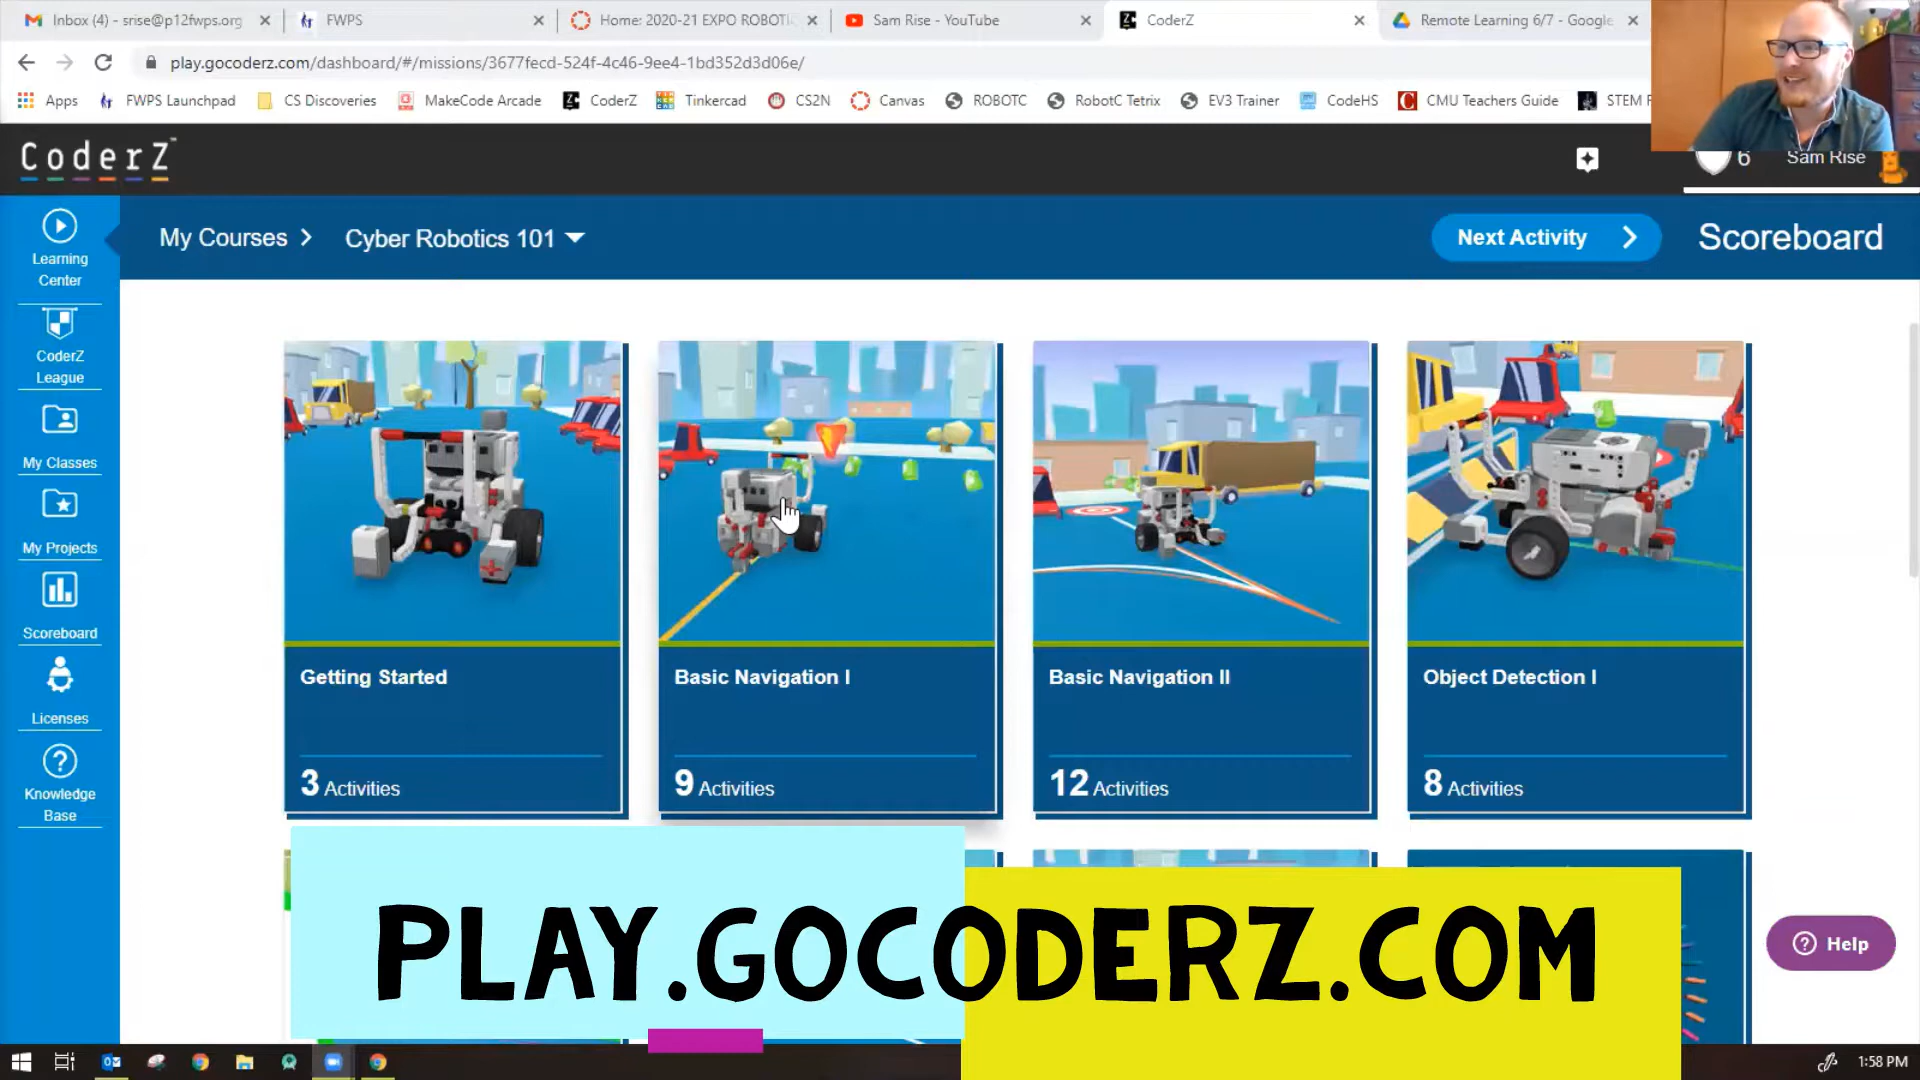 Inbox (4) - srise@p12fwps.org
FWPS
Home: 2020-21 EXPO ROBOTI
Sam Rise - YouTube
CoderZ
Remote Learning 6/7 - Google
play.gocoderz.com/dashboard/#/missions/3677fecd-524f-4c46-9ee4-1bd352d3d06e/
Apps
FWPS Launchpad
CS Discoveries
MakeCode Arcade
CoderZ
Tinkercad
CS2N
Canvas
ROBOTC
RobotC Tetrix
EV3 Trainer
CodeHS
CMU Teachers Guide
STEM F
CoderZ™
6
Sam Rise
My Courses
Cyber Robotics 101
Next Activity
Scoreboard
Learning
Center
CoderZ
League
My Classes
My Projects
Scoreboard
Licenses
Knowledge
Base
Getting Started
3 Activities
Basic Navigation I
9 Activities
Basic Navigation II
12 Activities
Object Detection I
8 Activities
PLAY.GOCODERZ.COM
Help
1:58 PM